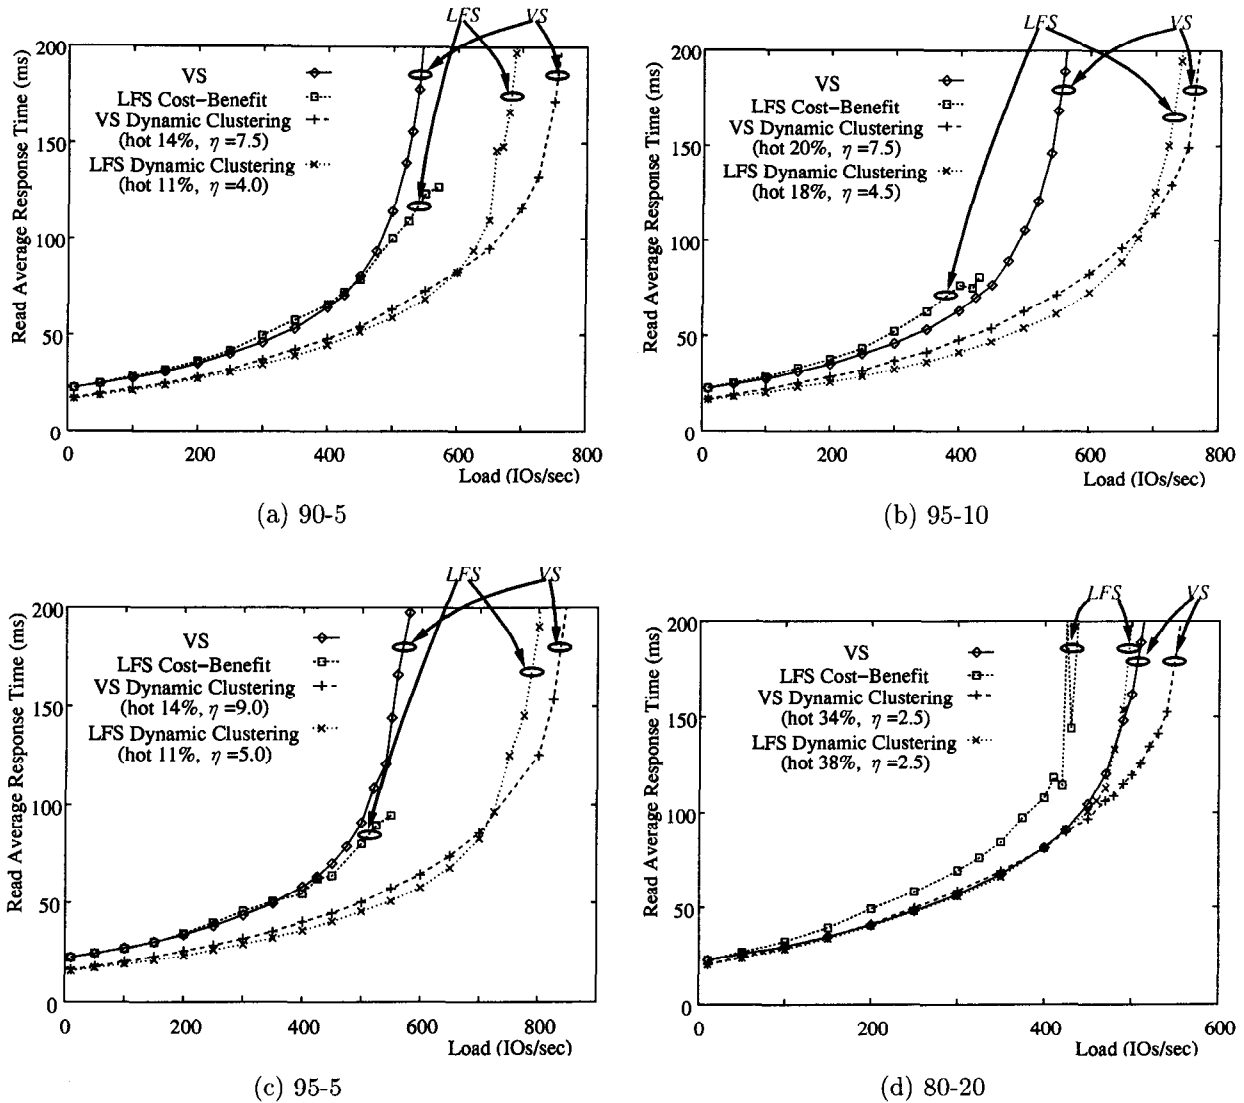 LFS VS
Read Average Response Time (ms)
200
150
100
50
0
VS
LFS Cost-Benefit
VS Dynamic Clustering
(hot 14%, η =7.5)
LFS Dynamic Clustering
(hot 11%, η =4.0)
0 200 400 600 800
Load (IOs/sec)
(a) 90-5
LFS VS
Read Average Response Time (ms)
200
150
100
50
0
VS
LFS Cost-Benefit
VS Dynamic Clustering
(hot 20%, η =7.5)
LFS Dynamic Clustering
(hot 18%, η =4.5)
0 200 400 600 800
Load (IOs/sec)
(b) 95-10
LFS VS
Read Average Response Time (ms)
200
150
100
50
0
VS
LFS Cost-Benefit
VS Dynamic Clustering
(hot 14%, η =9.0)
LFS Dynamic Clustering
(hot 11%, η =5.0)
0 200 400 600 800
Load (IOs/sec)
(c) 95-5
LFS VS
Read Average Response Time (ms)
200
150
100
50
0
VS
LFS Cost-Benefit
VS Dynamic Clustering
(hot 34%, η =2.5)
LFS Dynamic Clustering
(hot 38%, η =2.5)
0 200 400 600
Load (IOs/sec)
(d) 80-20